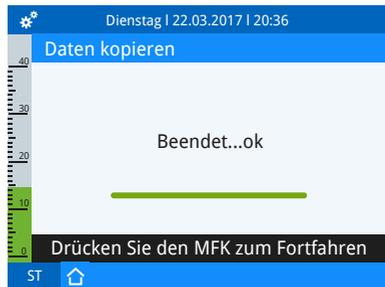 Dienstag l 22.03.2017 l 20:36
Daten kopieren
40
30
20
10
0
Beendet...ok
Drücken Sie den MFK zum Fortfahren
ST